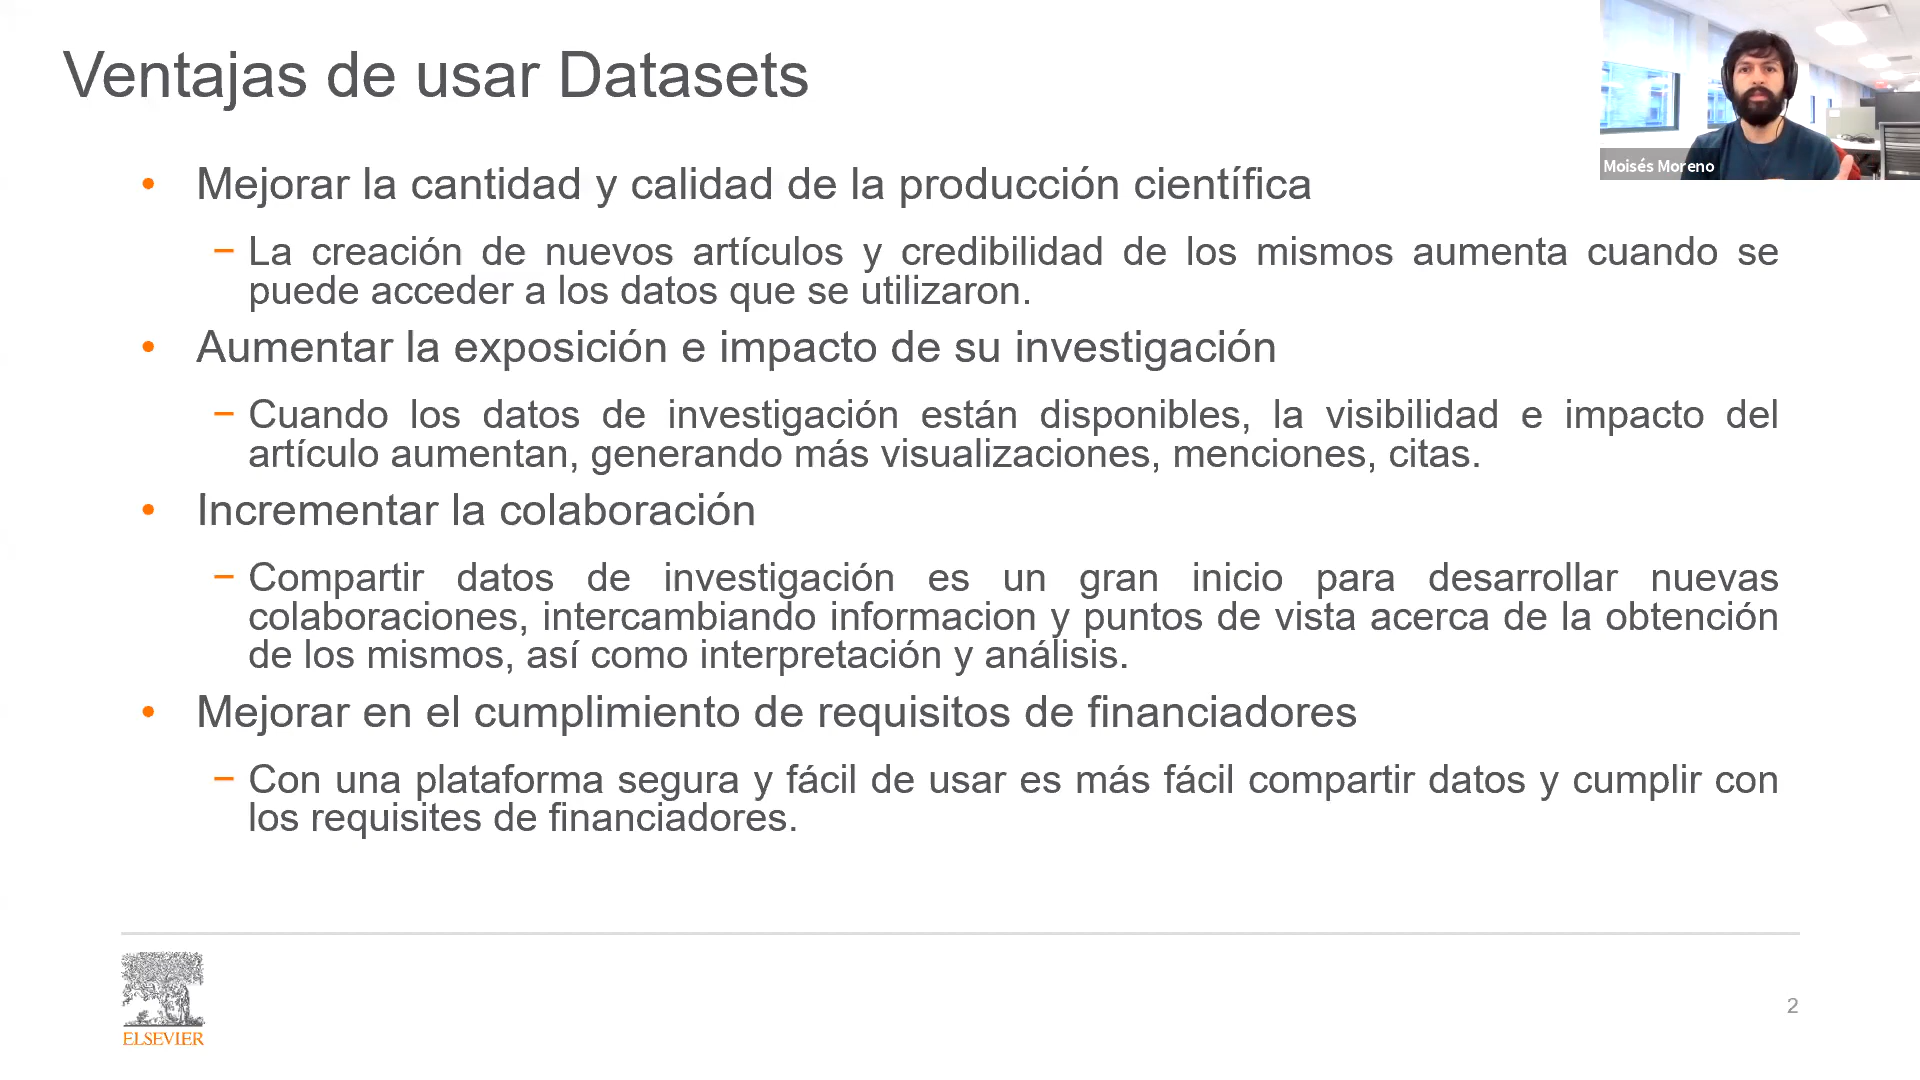 Ventajas de usar Datasets
Moisés Moreno
• Mejorar la cantidad y calidad de la producción científica
– La creación de nuevos artículos y credibilidad de los mismos aumenta cuando se
puede acceder a los datos que se utilizaron.
• Aumentar la exposición e impacto de su investigación
– Cuando los datos de investigación están disponibles, la visibilidad e impacto del
artículo aumentan, generando más visualizaciones, menciones, citas.
• Incrementar la colaboración
– Compartir datos de investigación es un gran inicio para desarrollar nuevas
colaboraciones, intercambiando informacion y puntos de vista acerca de la obtención
de los mismos, así como interpretación y análisis.
• Mejorar en el cumplimiento de requisitos de financiadores
– Con una plataforma segura y fácil de usar es más fácil compartir datos y cumplir con
los requisites de financiadores.
ELSEVIER
2